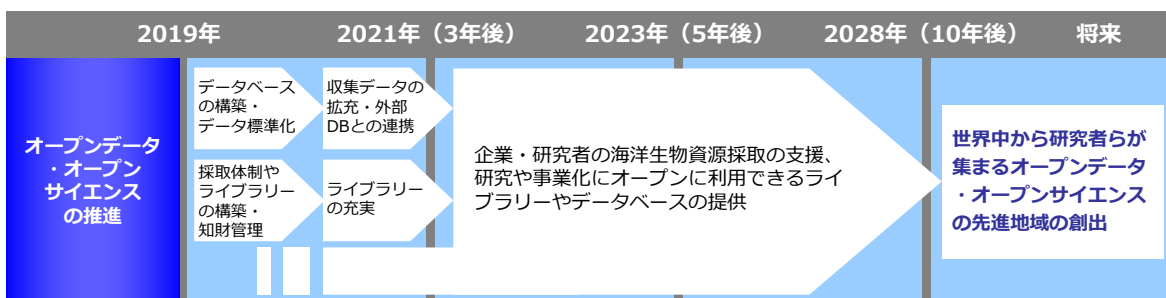 2019年
2021年（3年後）
2023年（5年後）
2028年（10年後）
将来
オープンデータ
・オープン
サイエンス
の推進
データベース
の構築・
データ標準化
収集データの
拡充・外部
DBとの連携
採取体制や
ライブラリー
の構築・
知財管理
ライブラリー
の充実
企業・研究者の海洋生物資源採取の支援、
研究や事業化にオープンに利用できるライ
ブラリーやデータベースの提供
世界中から研究者らが
集まるオープンデータ
・オープンサイエンス
の先進地域の創出